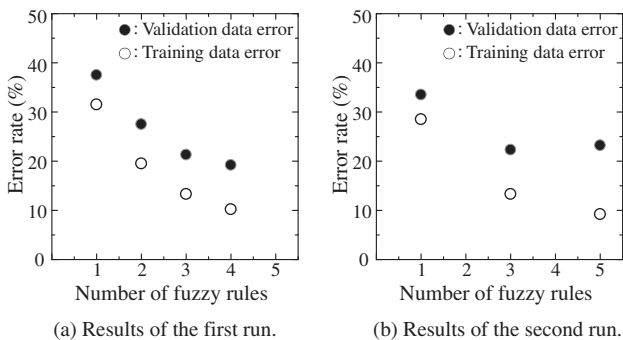 50
40
30
20
10
0
Error rate (%)
●: Validation data error
○: Training data error
1 2 3 4 5
Number of fuzzy rules
(a) Results of the first run.
50
40
30
20
10
0
Error rate (%)
●: Validation data error
○: Training data error
1 2 3 4 5
Number of fuzzy rules
(b) Results of the second run.